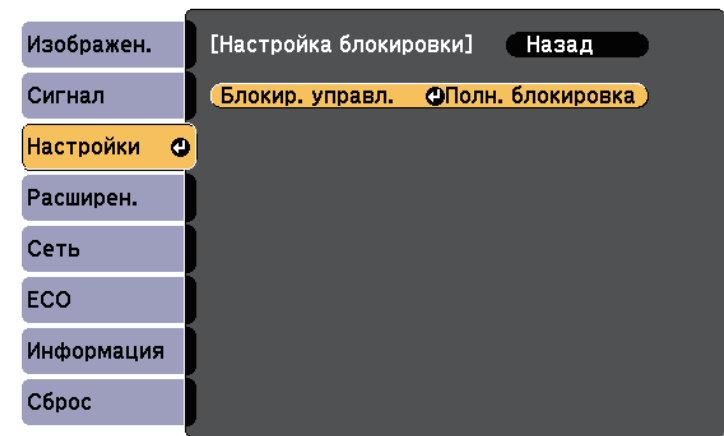 Изображен.
Сигнал
Настройки
Расширен.
Сеть
ECO
Информация
Сброс
[Настройка блокировки] Назад
Блокир. управл. Полн. блокировка